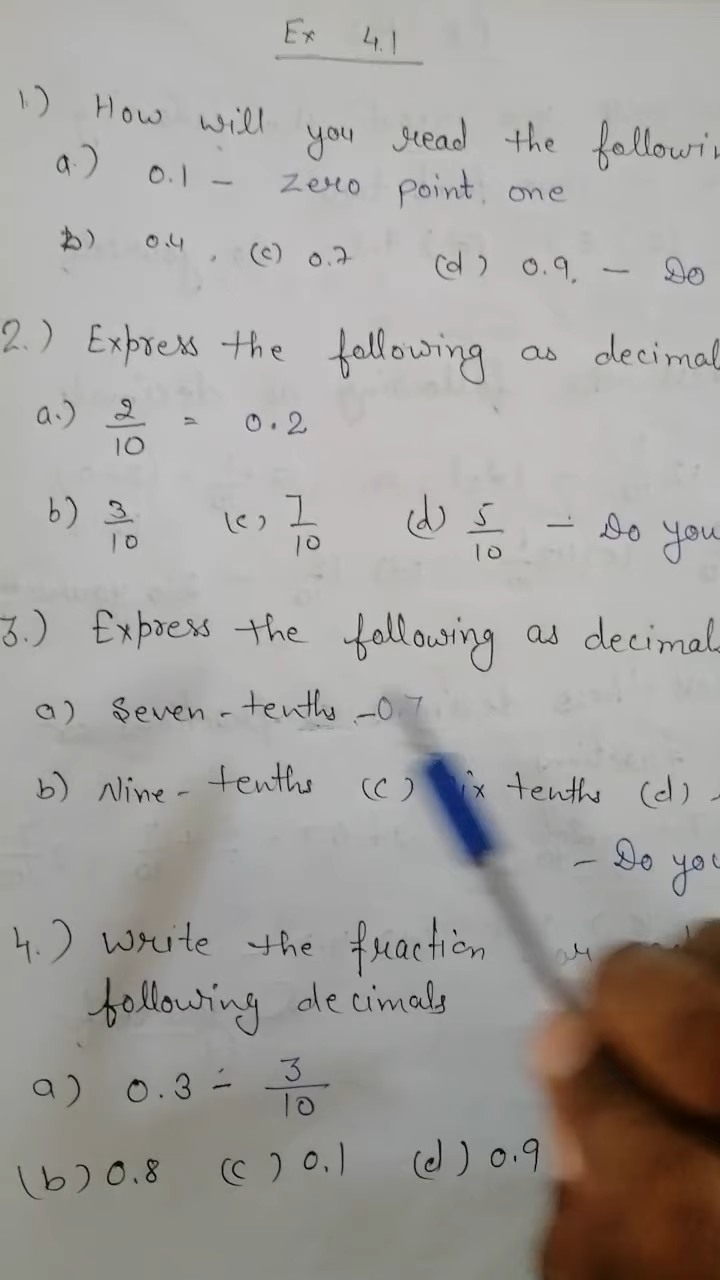 Ex 4.1
1.) How will you read the followin
a.) 0.1 - Zero point one
b) 0.4 , (c) 0.7 (d) 0.9. - Do
2.) Express the following as decimal
a.) 2/10 = 0.2
b) 3/10 (c) 7/10 (d) 5/10 - Do you
3.) Express the following as decimal
a) Seven-tenths - 0.7
b) Nine-tenths (c) ix tenths (d)
- Do you
4.) Write the fraction
following decimals
a) 0.3 = 3/10
(b) 0.8 (c) 0.1 (d) 0.9